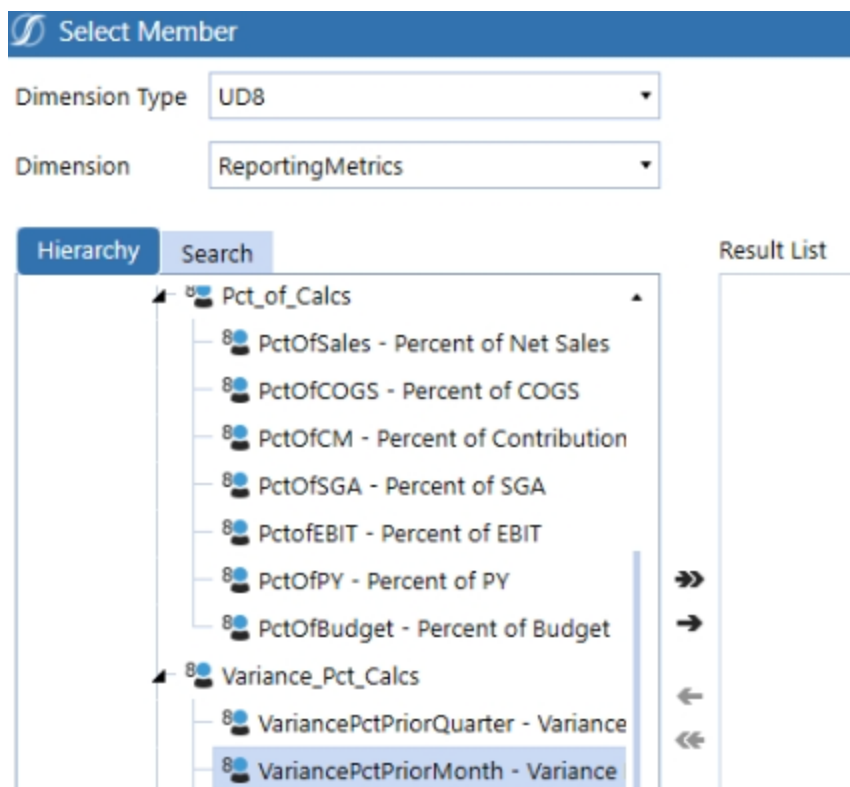 Select Member
Dimension Type UD8
Dimension ReportingMetrics
Hierarchy Search Result List
Pct_of_Calcs
PctOfSales - Percent of Net Sales
PctOfCOGS - Percent of COGS
PctOfCM - Percent of Contribution
PctOfSGA - Percent of SGA
PctofEBIT - Percent of EBIT
PctOfPY - Percent of PY
PctOfBudget - Percent of Budget
Variance_Pct_Calcs
VariancePctPriorQuarter - Variance
VariancePctPriorMonth - Variance